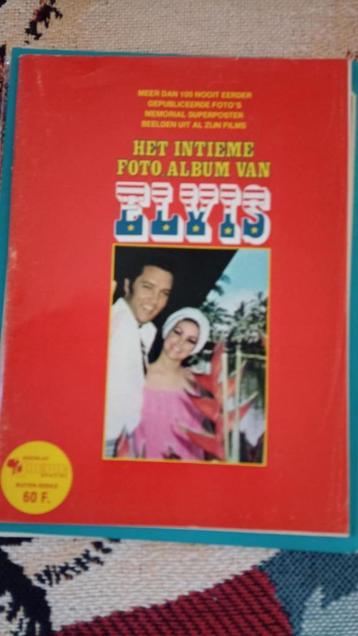 MEER DAN 100 NOOIT EERDER
GEPUBLICEERDE FOTO'S
MEMORIAL SUPERPOSTER
BEELDEN UIT AL ZIJN FILMS
HET INTIEME
FOTO.ALBUM VAN
ELVIS
BUITEN-REEKS
60 F.